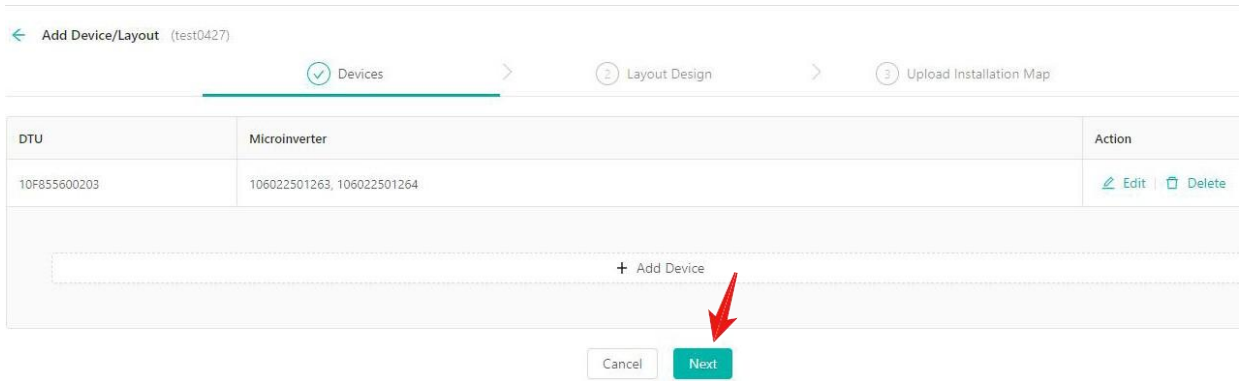 Add Device/Layout (test0427)
Devices 2 Layout Design 3 Upload Installation Map
DTU Microinverter Action
10F855600203 106022501263, 106022501264 Edit Delete
+ Add Device
Cancel Next